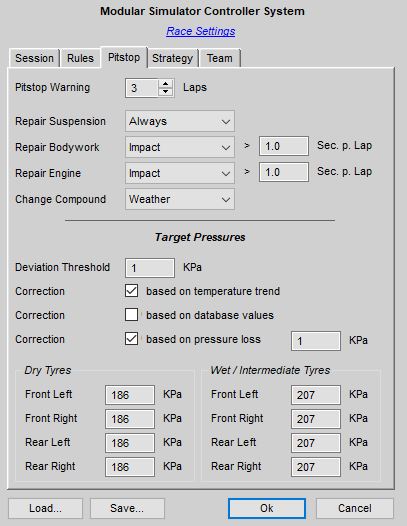 Modular Simulator Controller System
Race Settings
Session Rules Pitstop Strategy Team
Pitstop Warning 3 Laps
Repair Suspension Always
Repair Bodywork Impact > 1.0 Sec. p. Lap
Repair Engine Impact > 1.0 Sec. p. Lap
Change Compound Weather
Target Pressures
Deviation Threshold 1 KPa
Correction based on temperature trend
Correction based on database values
Correction based on pressure loss 1 KPa
Dry Tyres
Front Left 186 KPa
Front Right 186 KPa
Rear Left 186 KPa
Rear Right 186 KPa
Wet / Intermediate Tyres
Front Left 207 KPa
Front Right 207 KPa
Rear Left 207 KPa
Rear Right 207 KPa
Load... Save... Ok Cancel